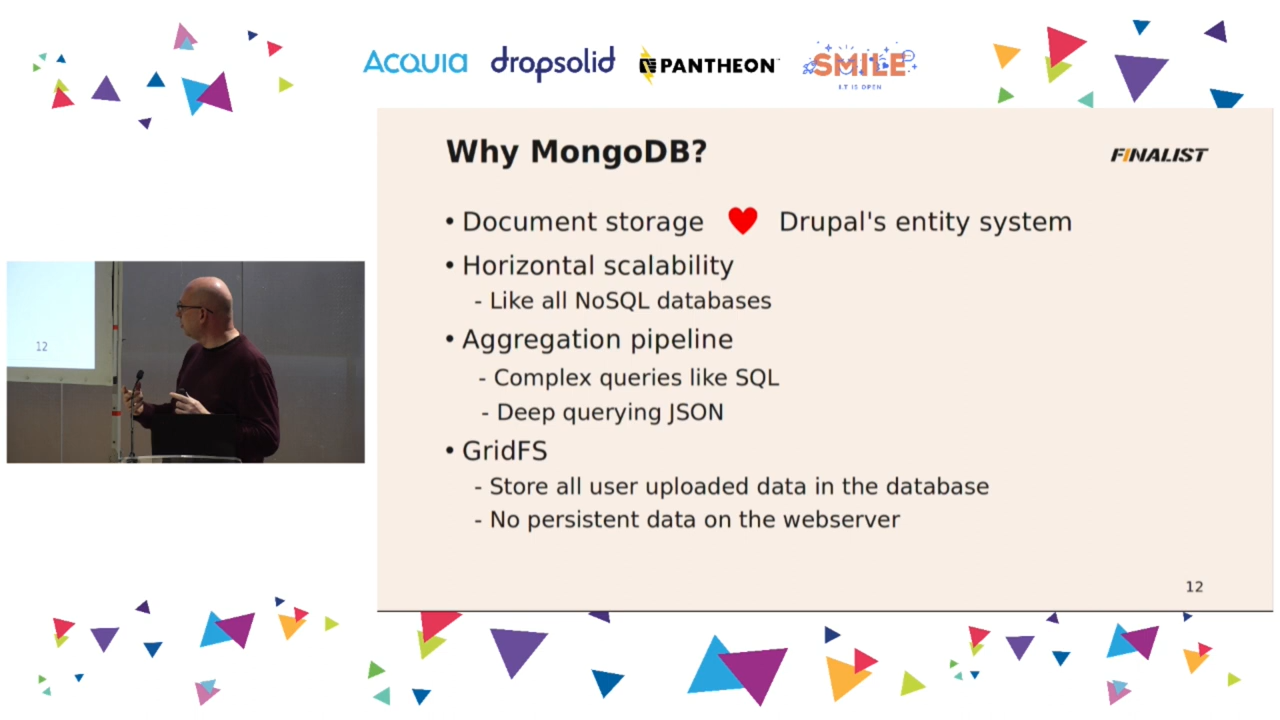 ACQUIA dropsolid PANTHEON SMILE
I.T IS OPEN
Why MongoDB?
FINALIST
• Document storage ❤ Drupal's entity system
• Horizontal scalability
- Like all NoSQL databases
• Aggregation pipeline
- Complex queries like SQL
- Deep querying JSON
• GridFS
- Store all user uploaded data in the database
- No persistent data on the webserver
12
12